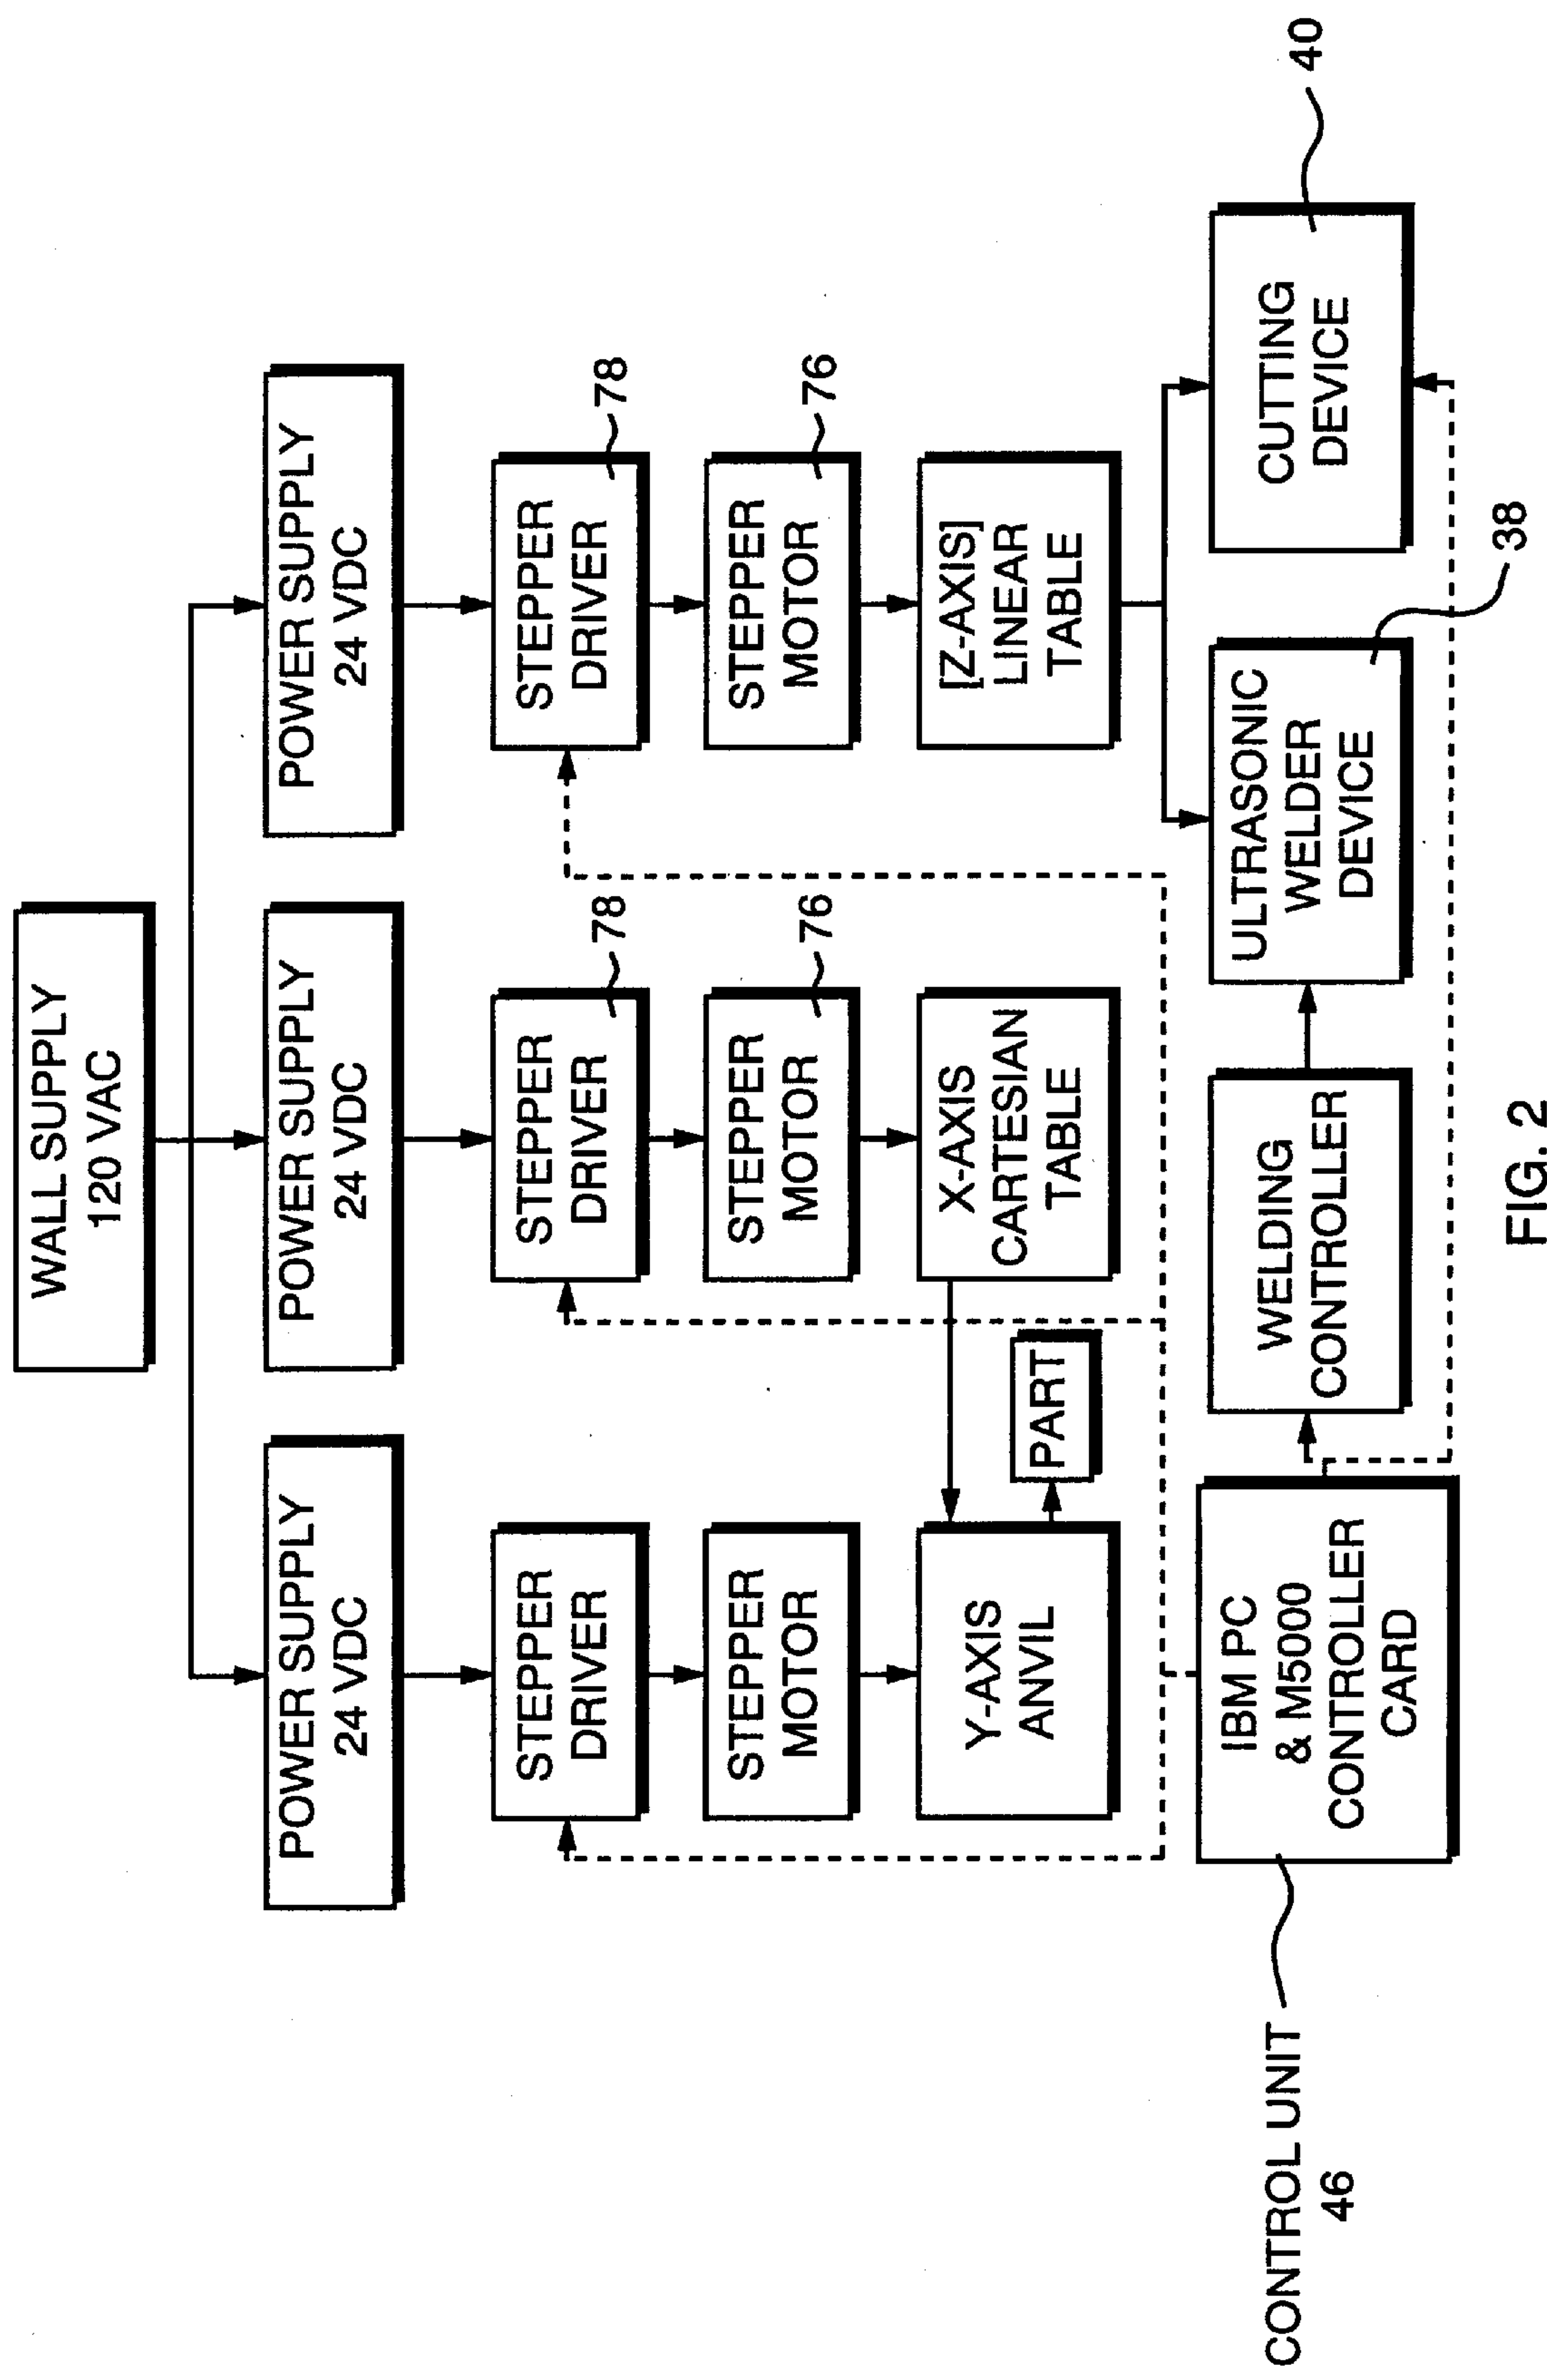 WALL SUPPLY
120 VAC
POWER SUPPLY
24 VDC
POWER SUPPLY
24 VDC
POWER SUPPLY
24 VDC
STEPPER
DRIVER
STEPPER
DRIVER
78
STEPPER
DRIVER
78
STEPPER
MOTOR
STEPPER
MOTOR
76
STEPPER
MOTOR
76
Y-AXIS
ANVIL
PART
X-AXIS
CARTESIAN
TABLE
[Z-AXIS]
LINEAR
TABLE
CONTROL UNIT
46
IBM PC
& M5000
CONTROLLER
CARD
WELDING
CONTROLLER
ULTRASONIC
WELDER
DEVICE
38
CUTTING
DEVICE
40
FIG. 2